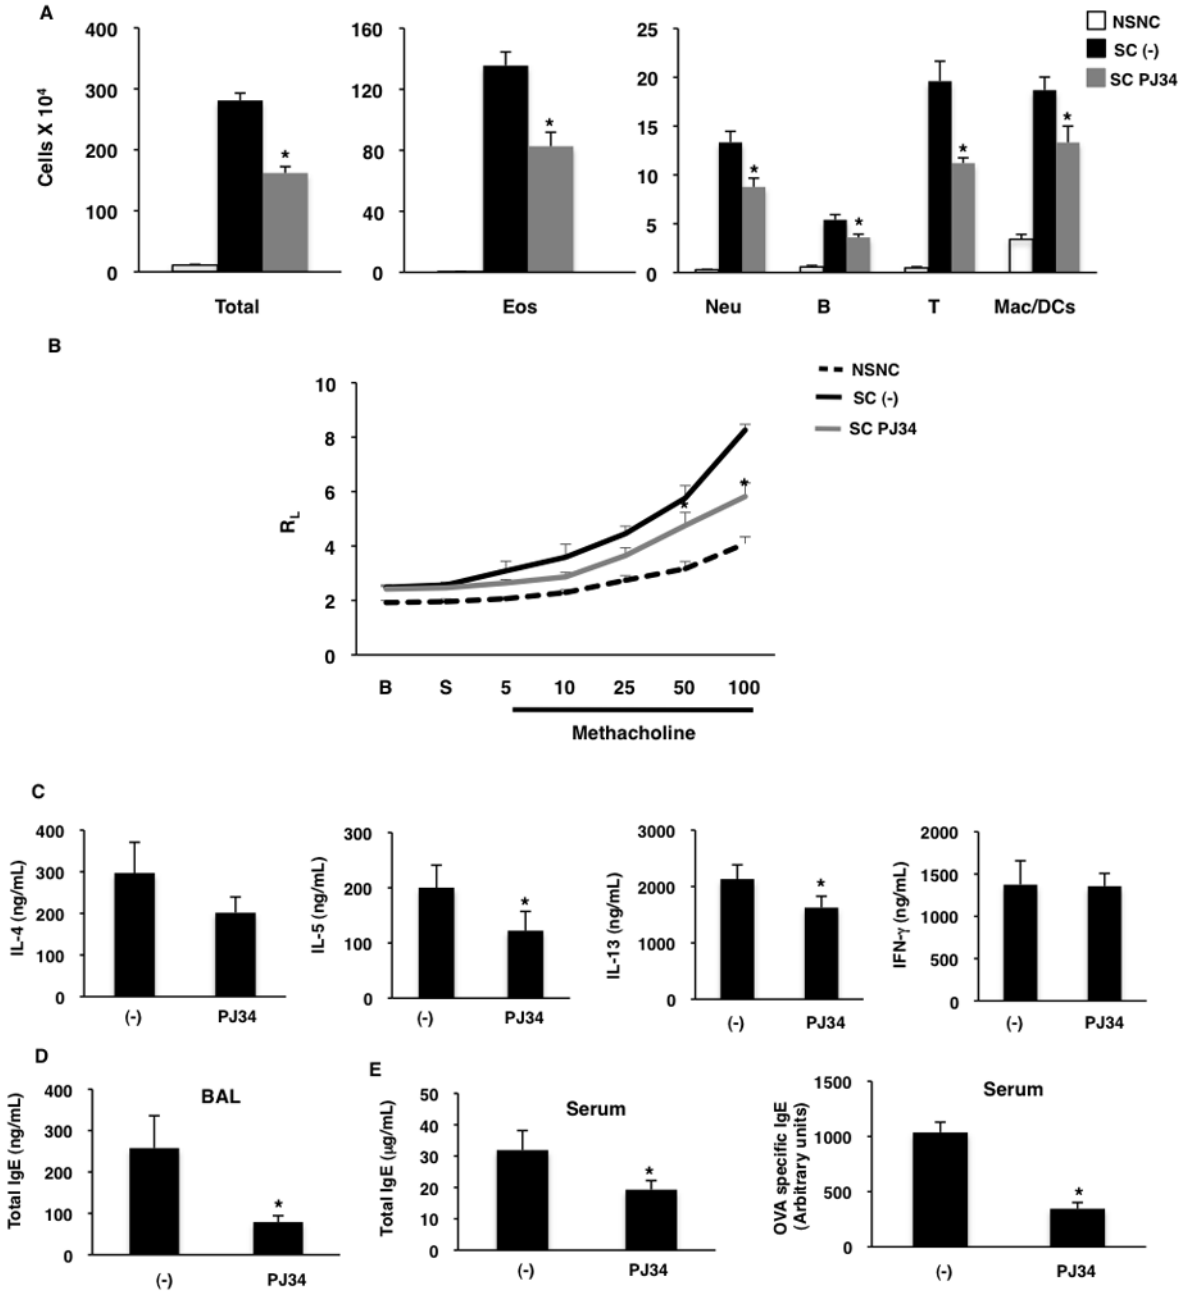 A
400
300
200
100
0
Cells X 10⁴
Total
160
120
80
40
0
*
Eos
25
20
15
10
5
0
*
*
*
*
*
Neu
B
T
Mac/DCs
NSNC
SC (-)
SC PJ34
B
10
8
6
4
2
0
R_L
*
*
B S 5 10 25 50 100
Methacholine
NSNC
SC (-)
SC PJ34
C
400
300
200
100
0
IL-4 (ng/mL)
(-) PJ34
300
200
100
0
IL-5 (ng/mL)
*
(-) PJ34
3000
2000
1000
0
IL-13 (ng/mL)
*
(-) PJ34
2000
1500
1000
500
0
IFN-γ (ng/mL)
(-) PJ34
D
BAL
400
300
200
100
0
Total IgE (ng/mL)
*
(-) PJ34
E
Serum
50
40
30
20
10
0
Total IgE (µg/mL)
*
(-) PJ34
Serum
1500
1000
500
0
OVA specific IgE
(Arbitrary units)
*
(-) PJ34